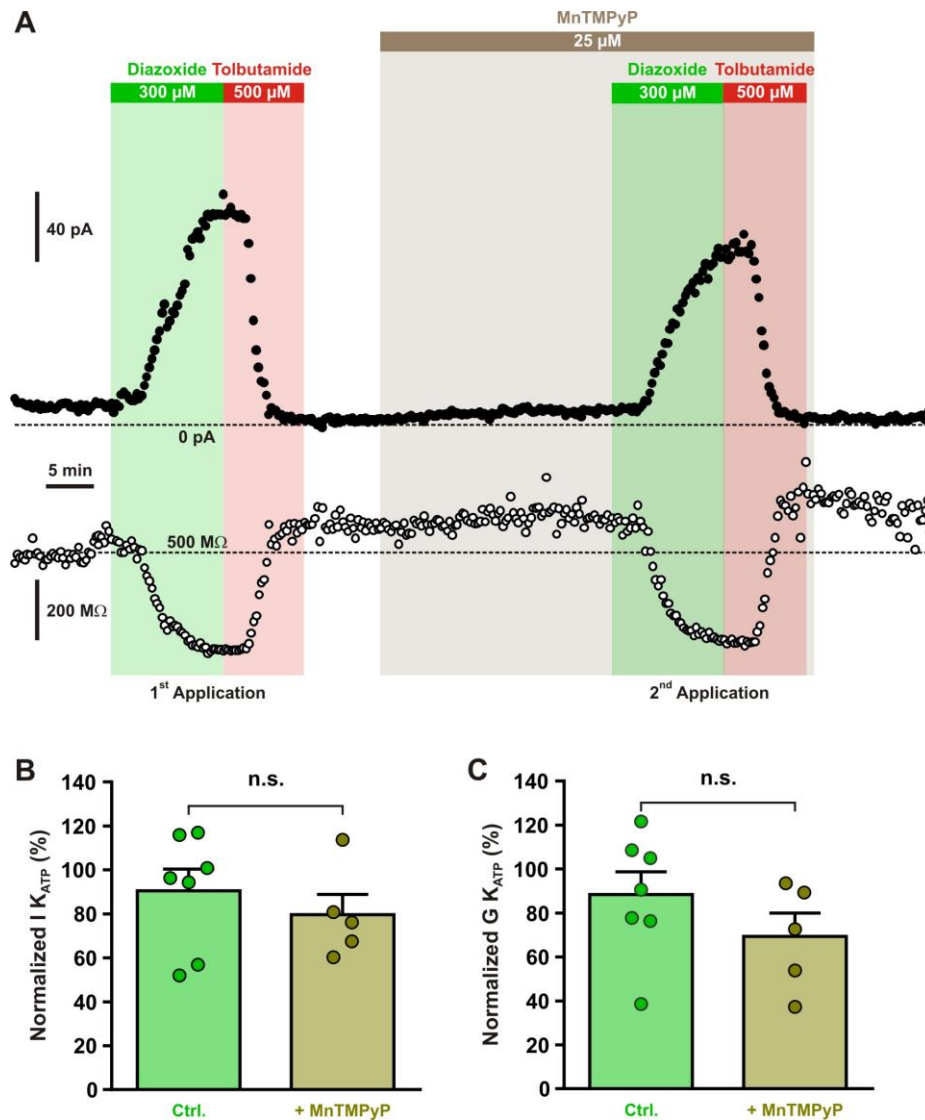 A
MnTMPyP
25 µM
Diazoxide Tolbutamide
300 µM 500 µM
Diazoxide Tolbutamide
300 µM 500 µM
40 pA
0 pA
5 min
500 MΩ
200 MΩ
1st Application
2nd Application
B
Normalized I KATP (%)
140
120
100
80
60
40
20
0
n.s.
Ctrl.
+ MnTMPyP
C
Normalized G KATP (%)
140
120
100
80
60
40
20
0
n.s.
Ctrl.
+ MnTMPyP